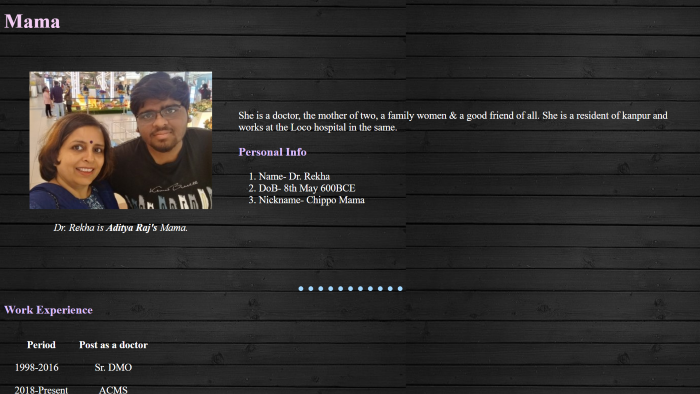 Mama
She is a doctor, the mother of two, a family women & a good friend of all. She is a resident of kanpur and
works at the Loco hospital in the same.
Personal Info
1. Name- Dr. Rekha
2. DoB- 8th May 600BCE
3. Nickname- Chippo Mama
Dr. Rekha is Aditya Raj's Mama.
Work Experience
Period Post as a doctor
1998-2016 Sr. DMO
2018-Present ACMS